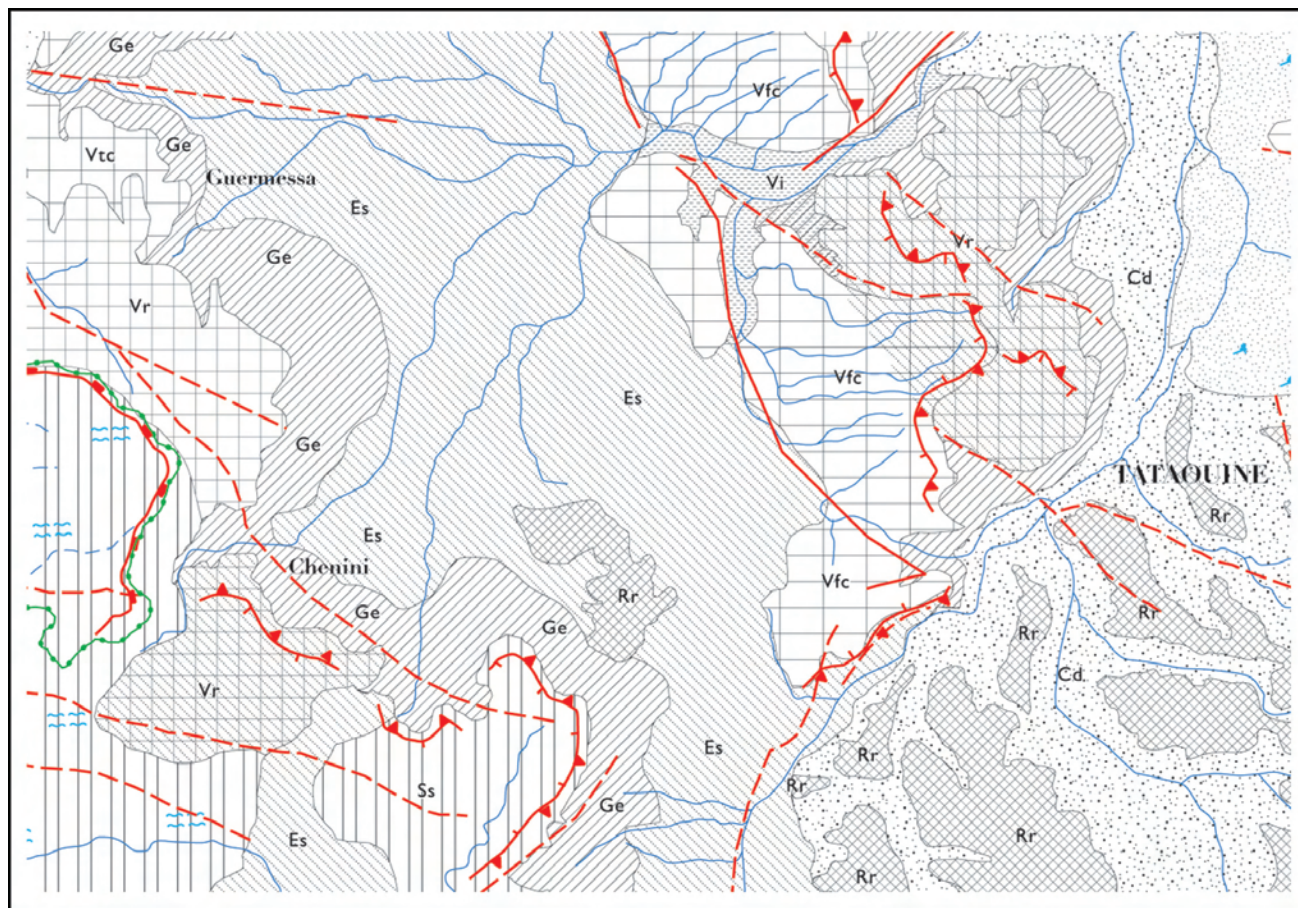 Ge
Vfc
Vtc
Ge
Guermessa
Vi
Es
Ge
Vr
Cd
Vr
Es
Vfc
Ge
TATAOUINE
Rr
Es
Chenini
Ge
Rr
Ge
Vfc
Rr
Rr
Vr
Cd
Es
Rr
Ss
Rr
Ge
Es
Rr
Rr